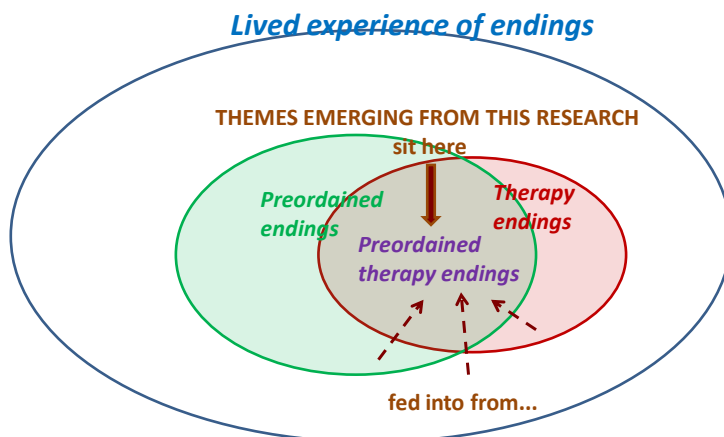 Lived experience of endings
THEMES EMERGING FROM THIS RESEARCH
sit here
Preordained
endings
Therapy
endings
Preordained
therapy endings
fed into from...